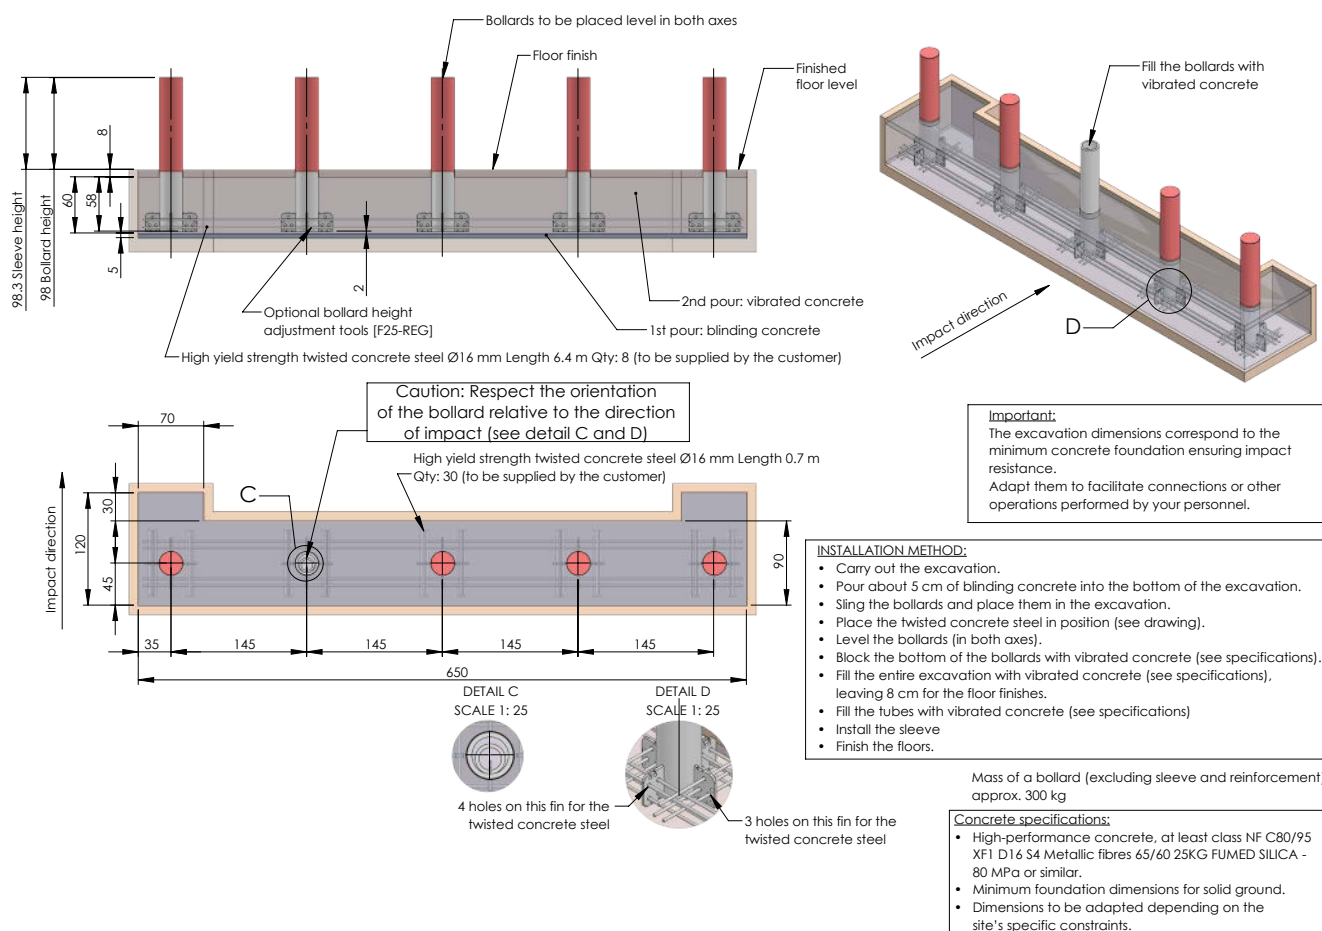 Bollards to be placed level in both axes
Floor finish
Finished
floor level
Fill the bollards with
vibrated concrete
98.3 Sleeve height
98 Bollard height
8
60
58
5
2
Optional bollard height
adjustment tools [F25-REG]
2nd pour: vibrated concrete
1st pour: blinding concrete
High yield strength twisted concrete steel Ø16 mm Length 6.4 m Qty: 8 (to be supplied by the customer)
Impact direction
D
Caution: Respect the orientation
of the bollard relative to the direction
of impact (see detail C and D)
High yield strength twisted concrete steel Ø16 mm Length 0.7 m
Qty: 30 (to be supplied by the customer)
C
70
Impact direction
120
30
45
90
35
145
145
145
145
650
DETAIL C
SCALE 1: 25
DETAIL D
SCALE 1: 25
4 holes on this fin for the
twisted concrete steel
3 holes on this fin for the
twisted concrete steel
Important:
The excavation dimensions correspond to the
minimum concrete foundation ensuring impact
resistance.
Adapt them to facilitate connections or other
operations performed by your personnel.
INSTALLATION METHOD:
• Carry out the excavation.
• Pour about 5 cm of blinding concrete into the bottom of the excavation.
• Sling the bollards and place them in the excavation.
• Place the twisted concrete steel in position (see drawing).
• Level the bollards (in both axes).
• Block the bottom of the bollards with vibrated concrete (see specifications).
• Fill the entire excavation with vibrated concrete (see specifications),
leaving 8 cm for the floor finishes.
• Fill the tubes with vibrated concrete (see specifications)
• Install the sleeve
• Finish the floors.
Mass of a bollard (excluding sleeve and reinforcement)
approx. 300 kg
Concrete specifications:
• High-performance concrete, at least class NF C80/95
XF1 D16 S4 Metallic fibres 65/60 25KG FUMED SILICA -
80 MPa or similar.
• Minimum foundation dimensions for solid ground.
• Dimensions to be adapted depending on the
site's specific constraints.